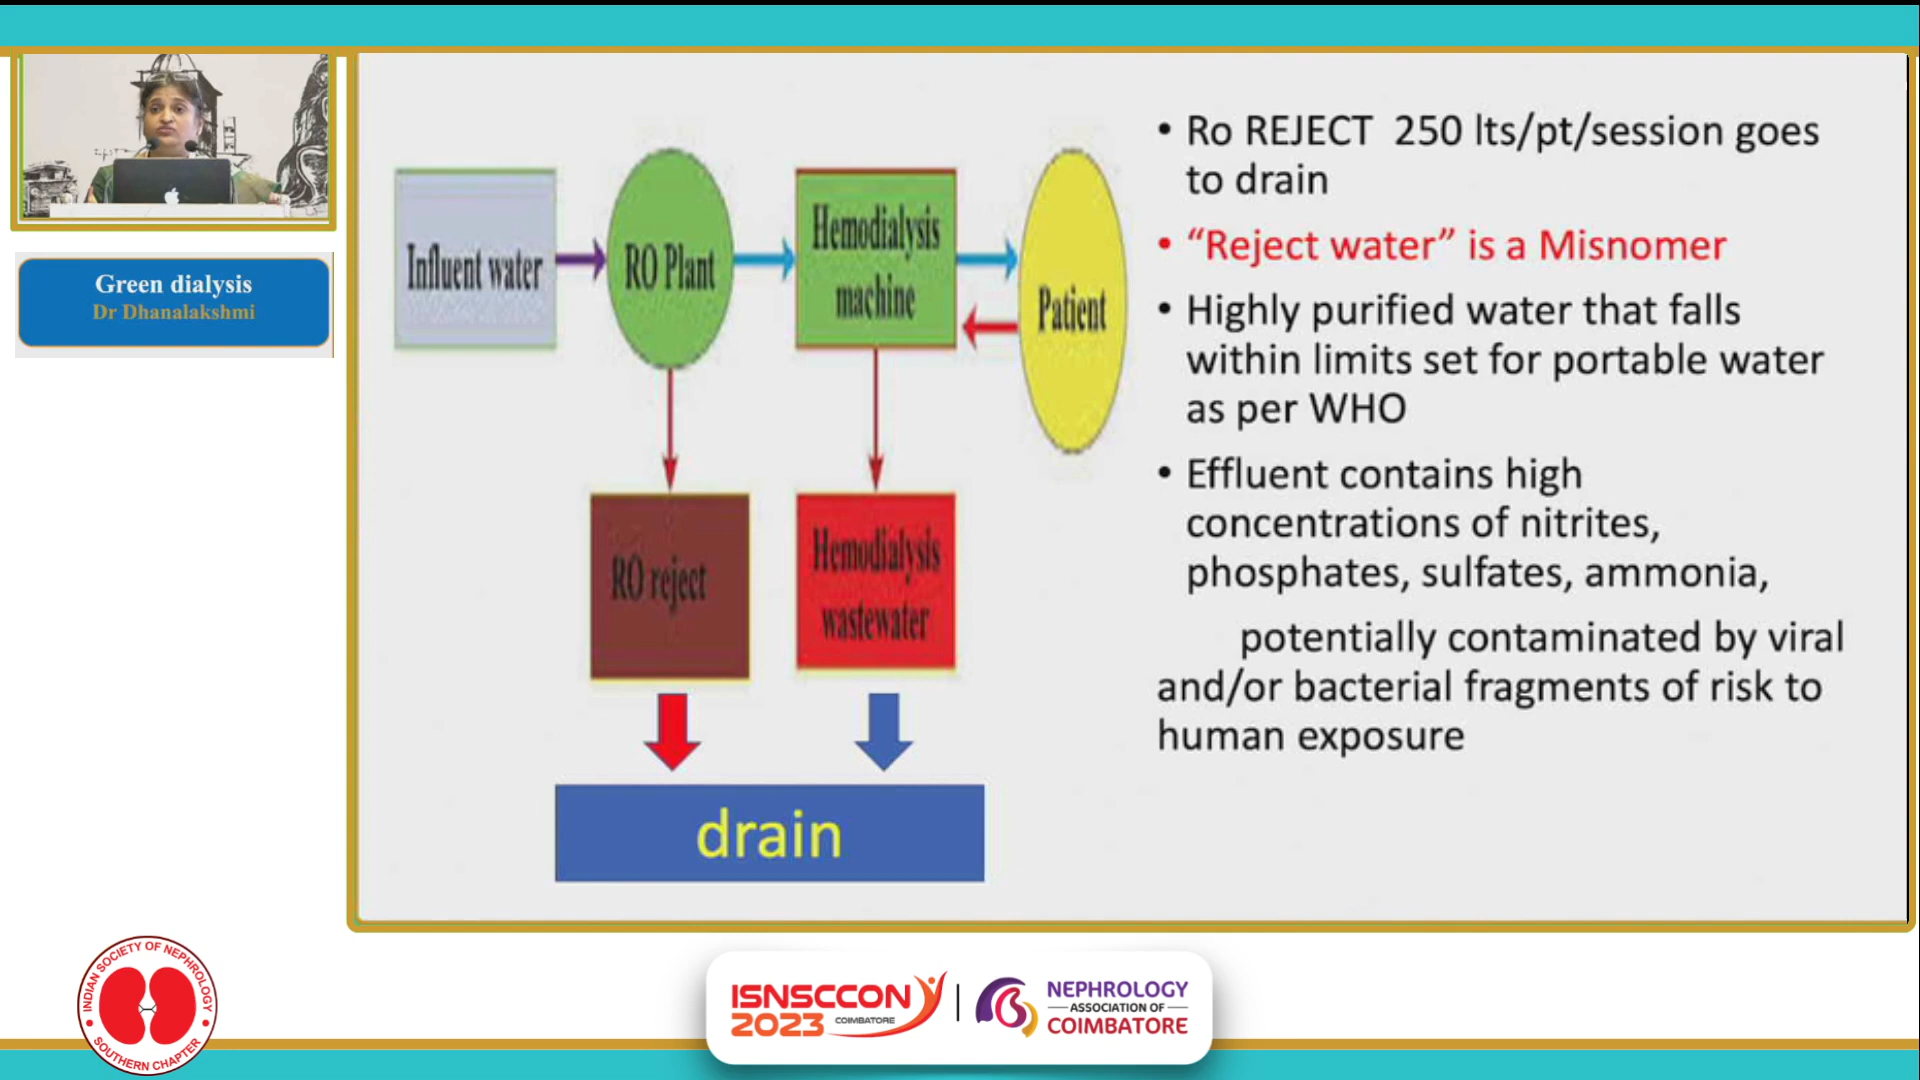 Green dialysis
Dr Dhanalakshmi
Influent water
RO Plant
Hemodialysis
machine
Patient
RO reject
Hemodialysis
wastewater
drain
• Ro REJECT 250 lts/pt/session goes
to drain
• “Reject water” is a Misnomer
• Highly purified water that falls
within limits set for portable water
as per WHO
• Effluent contains high
concentrations of nitrites,
phosphates, sulfates, ammonia,
potentially contaminated by viral
and/or bacterial fragments of risk to
human exposure
INDIAN SOCIETY OF NEPHROLOGY
SOUTHERN CHAPTER
ISNSCCON
2023 COIMBATORE
NEPHROLOGY
ASSOCIATION OF
COIMBATORE